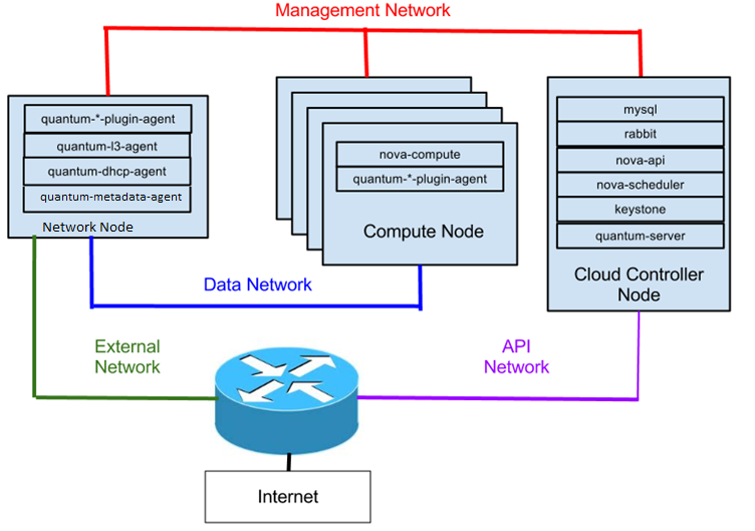 Management Network
quantum-*-plugin-agent
quantum-l3-agent
quantum-dhcp-agent
quantum-metadata-agent
Network Node
nova-compute
quantum-*-plugin-agent
Compute Node
mysql
rabbit
nova-api
nova-scheduler
keystone
quantum-server
Cloud Controller
Node
Data Network
External
Network
API
Network
Internet